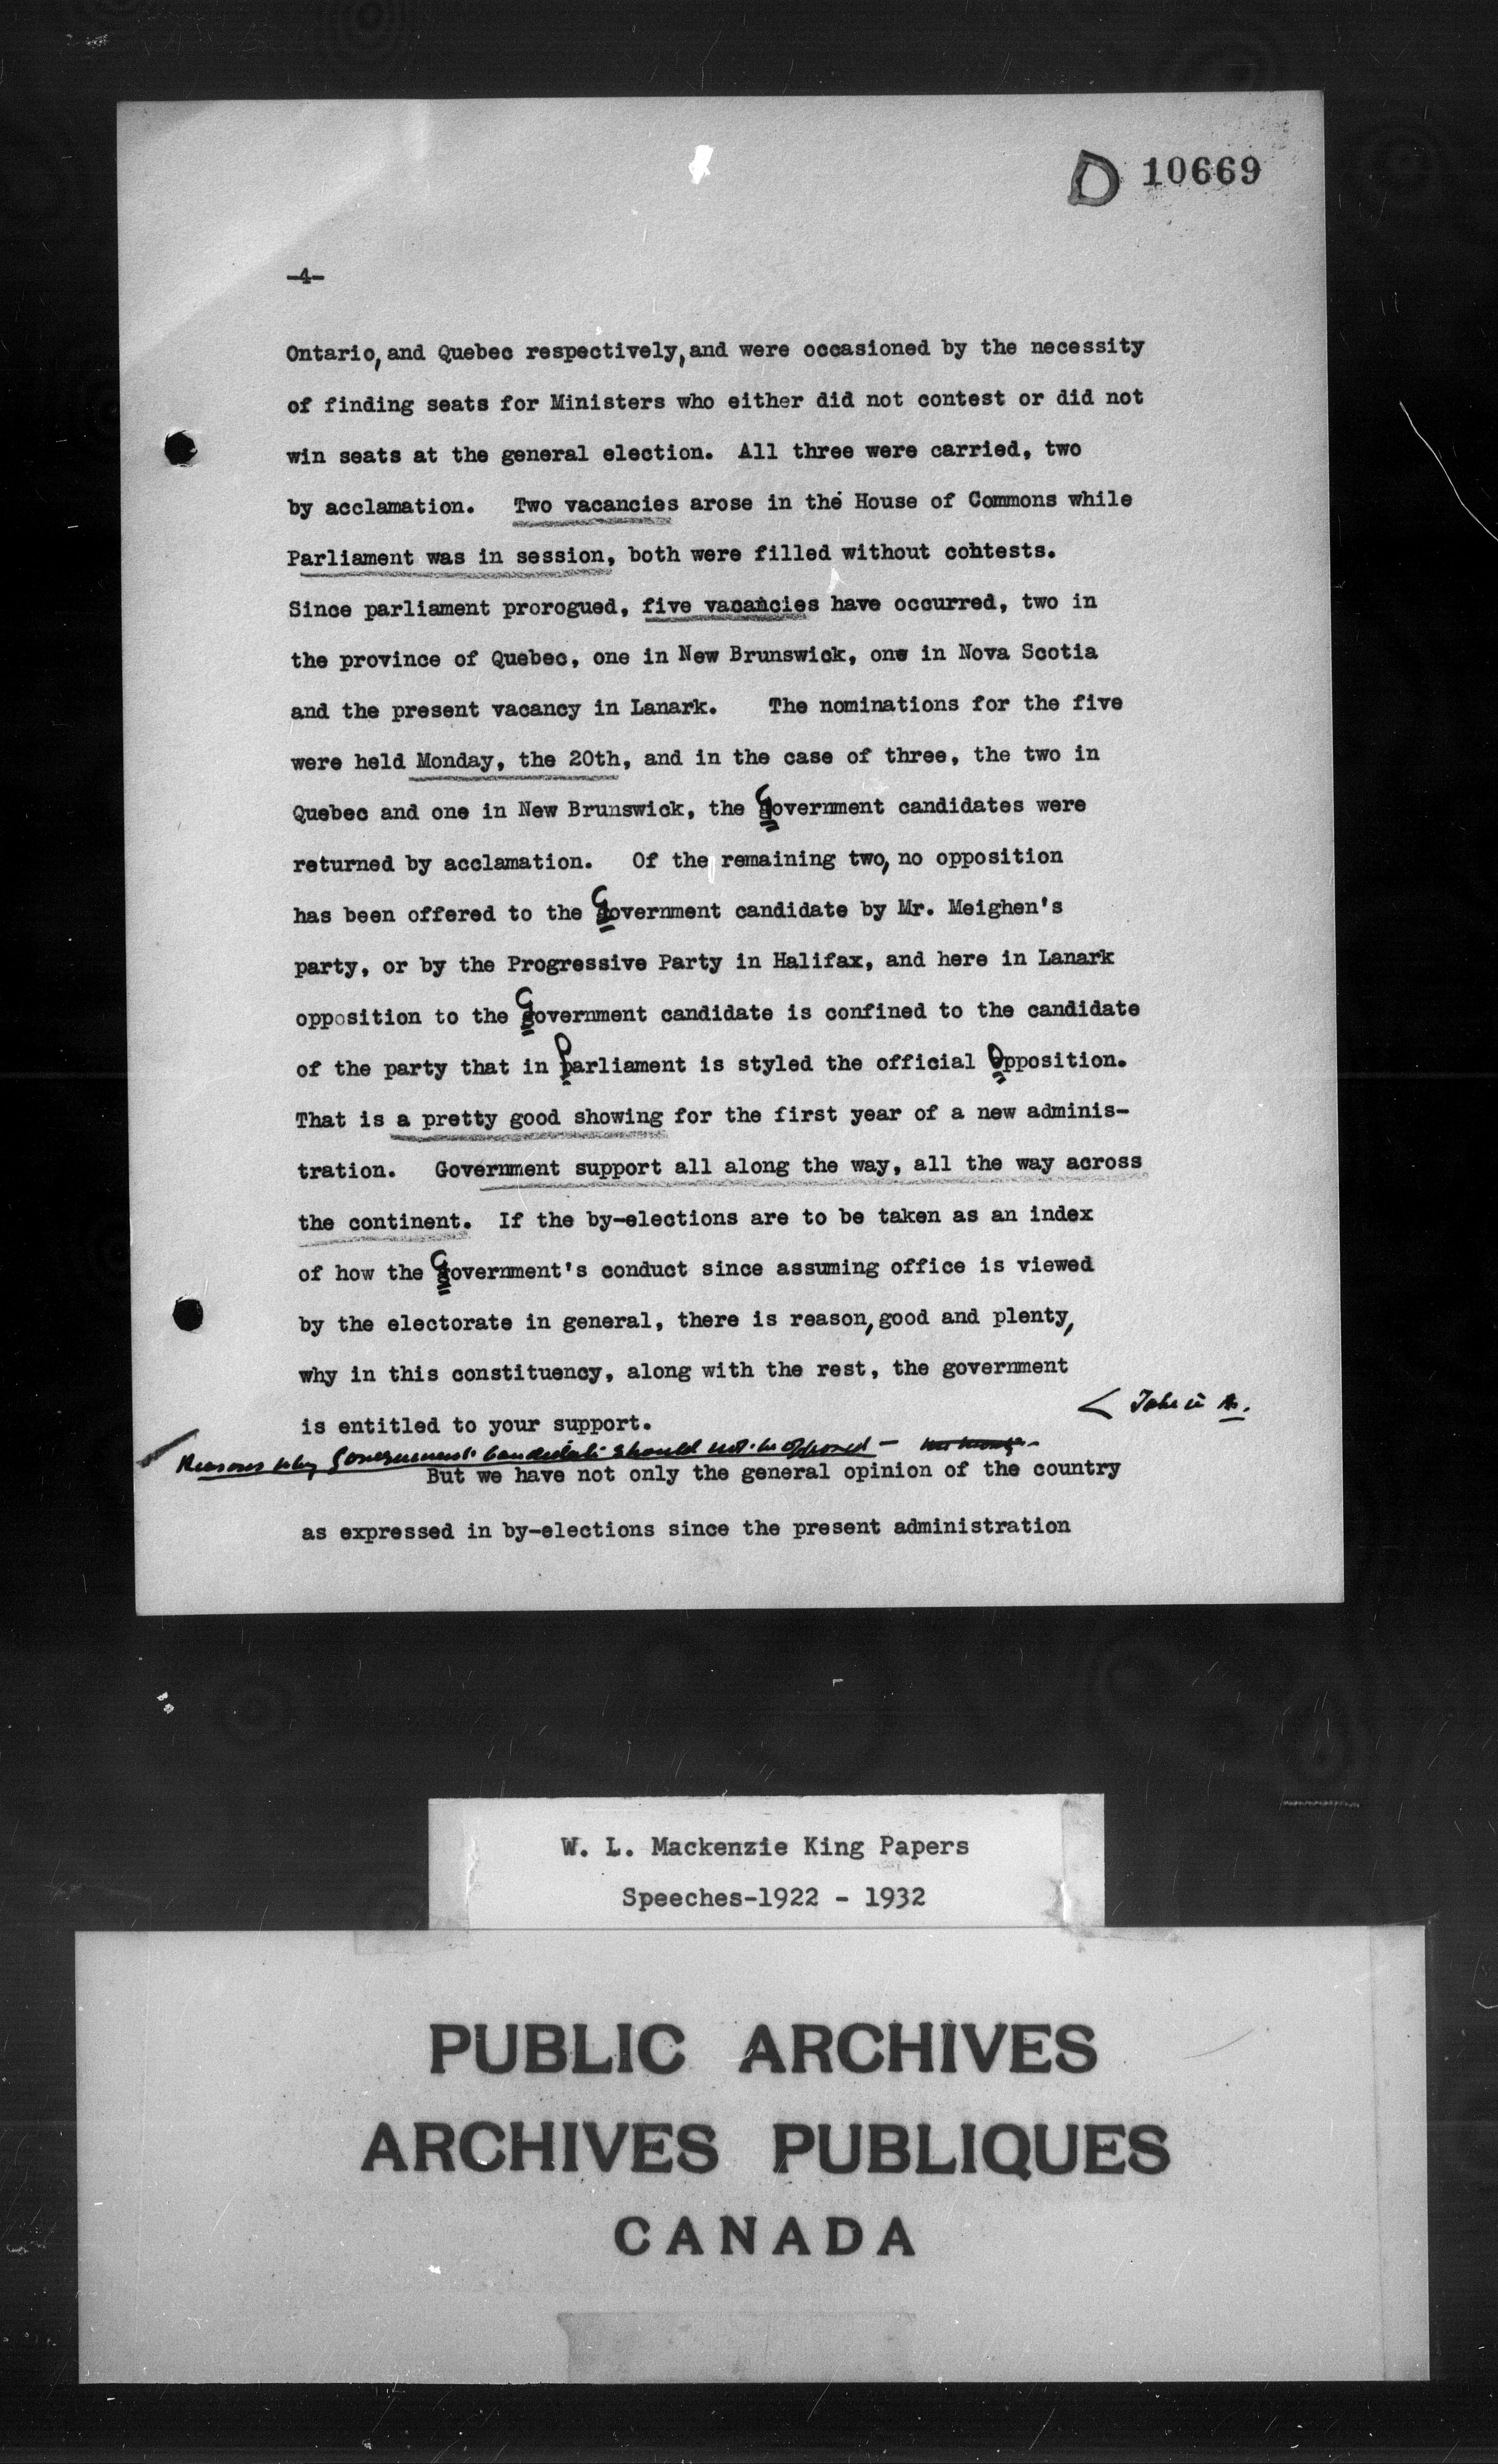 D 10669
-4-
Ontario, and Quebec respectively, and were occasioned by the necessity
of finding seats for Ministers who either did not contest or did not
win seats at the general election. All three were carried, two
by acclamation. Two vacancies arose in the House of Commons while
Parliament was in session, both were filled without contests.
Since parliament prorogued, five vacancies have occurred, two in
the province of Quebec, one in New Brunswick, one in Nova Scotia
and the present vacancy in Lanark. The nominations for the five
were held Monday, the 20th, and in the case of three, the two in
Quebec and one in New Brunswick, the Government candidates were
returned by acclamation. Of the remaining two, no opposition
has been offered to the Government candidate by Mr. Meighen's
party, or by the Progressive Party in Halifax, and here in Lanark
opposition to the Government candidate is confined to the candidate
of the party that in Parliament is styled the official Opposition.
That is a pretty good showing for the first year of a new adminis-
tration. Government support all along the way, all the way across
the continent. If the by-elections are to be taken as an index
of how the Government's conduct since assuming office is viewed
by the electorate in general, there is reason, good and plenty,
why in this constituency, along with the rest, the government
is entitled to your support.
Reasons why Government candidate should not be opposed -
But we have not only the general opinion of the country
as expressed in by-elections since the present administration
W. L. Mackenzie King Papers
Speeches-1922 - 1932
PUBLIC ARCHIVES
ARCHIVES PUBLIQUES
CANADA